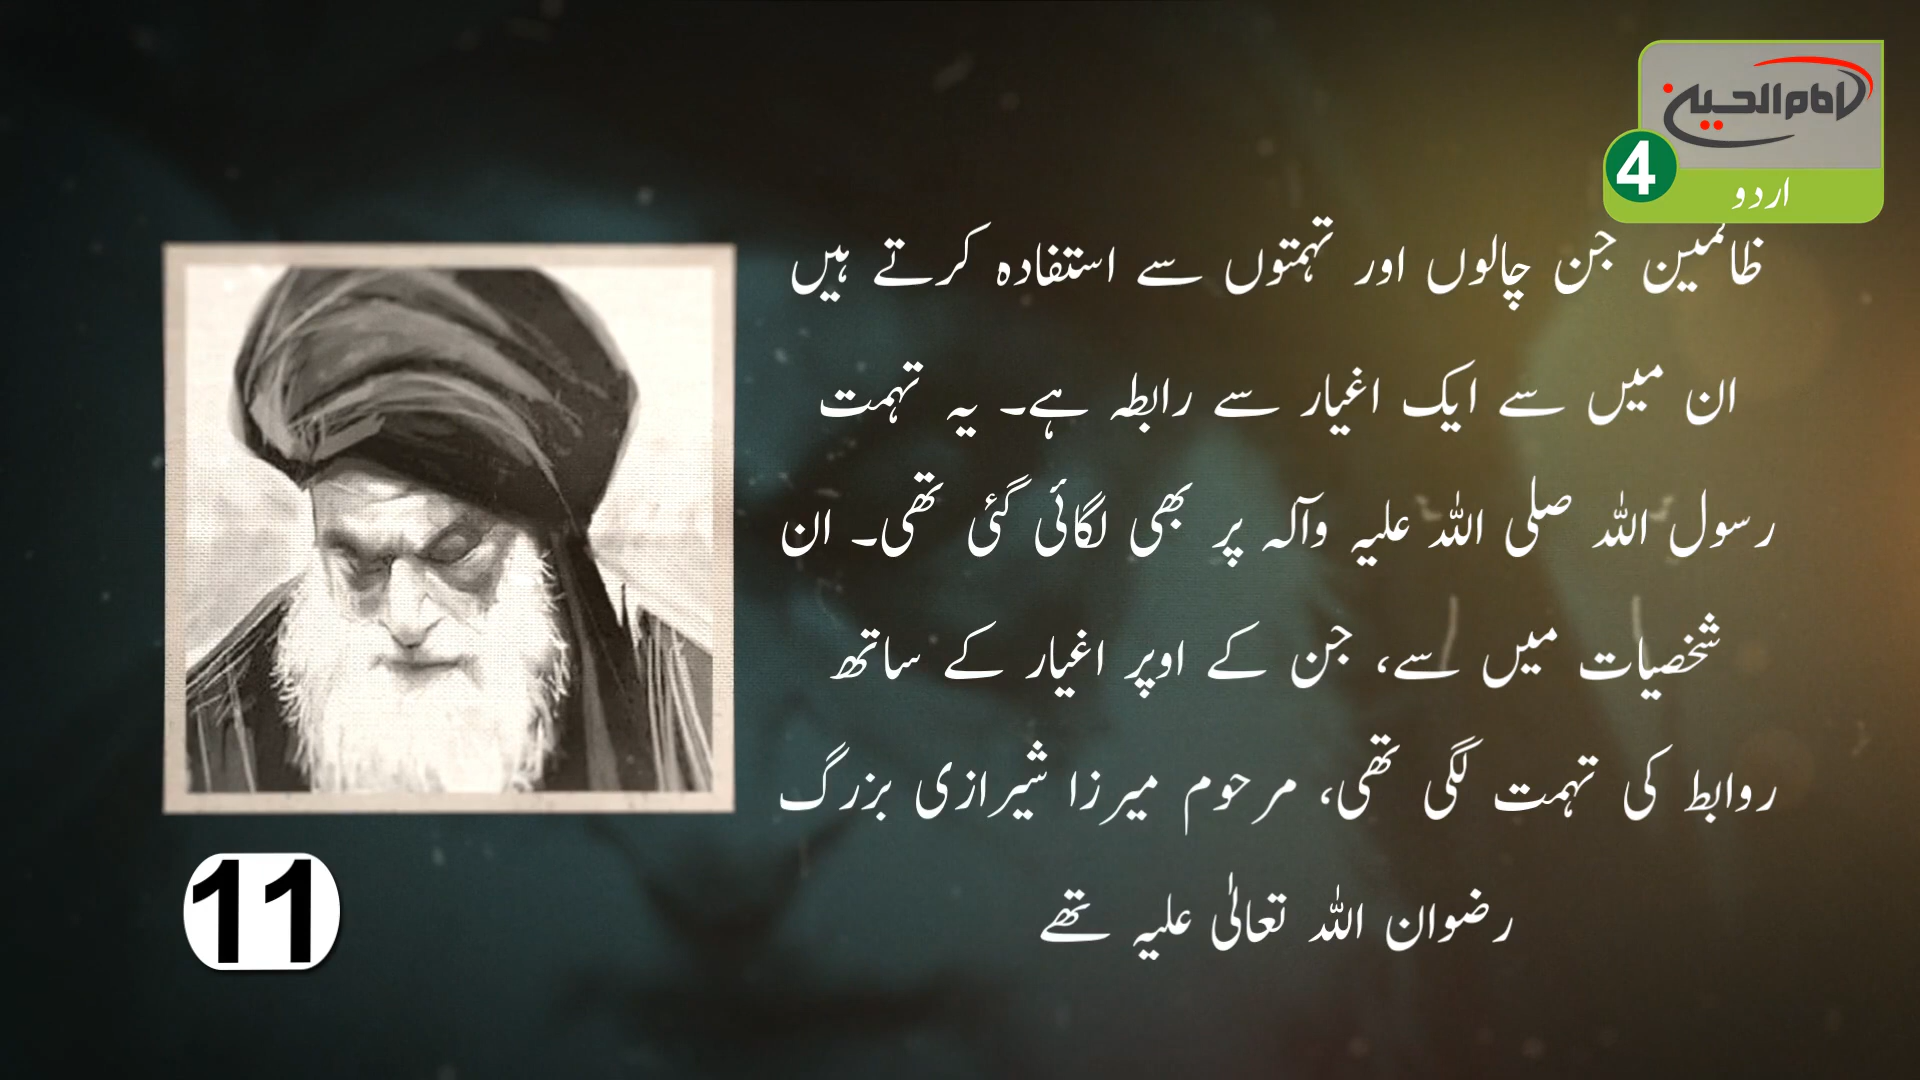 امام الحسین
4
اردو
ظالمین جن چالوں اور تہمتوں سے استفادہ کرتے ہیں
ان میں سے ایک اغیار سے رابطہ ہے۔ یہ تہمت
رسول اللہ صلی اللہ علیہ وآلہ پر بھی لگائی گئی تھی۔ ان
شخصیات میں سے، جن کے اوپر اغیار کے ساتھ
روابط کی تہمت لگی تھی، مرحوم میرزا شیرازی بزرگ
رضوان اللہ تعالیٰ علیہ تھے
11